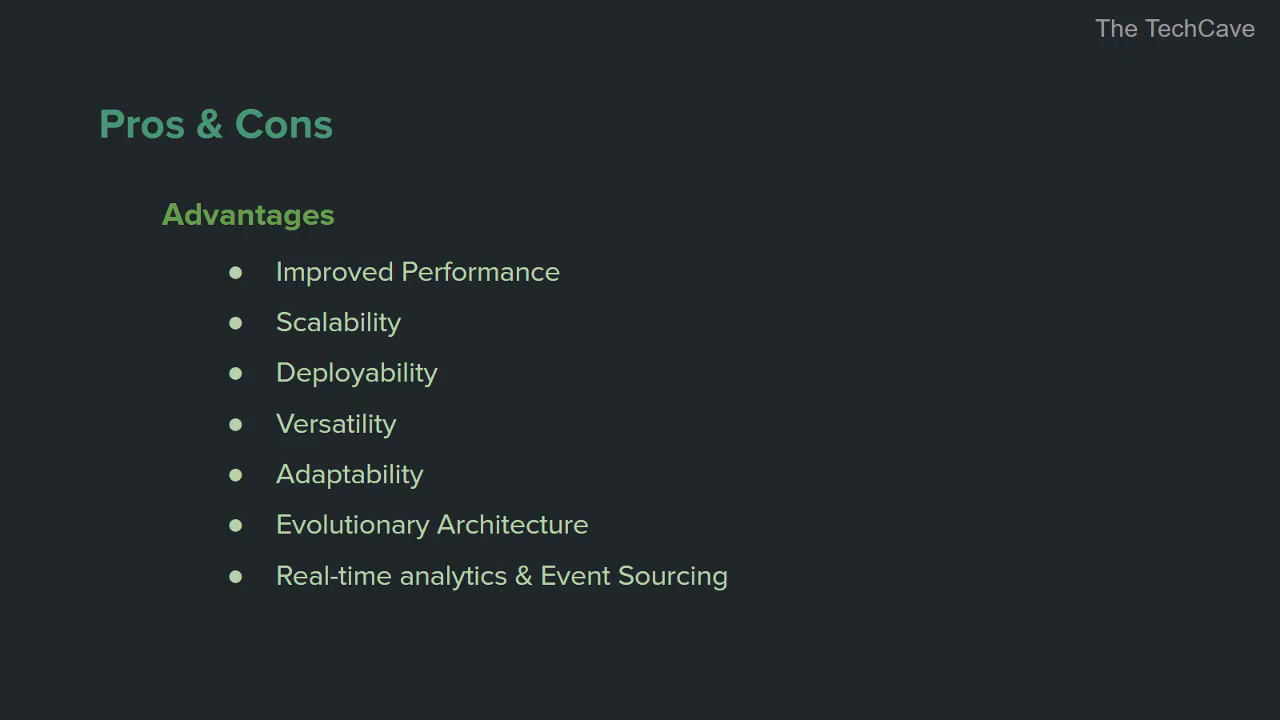 The TechCave
Pros & Cons
Advantages
● Improved Performance
● Scalability
● Deployability
● Versatility
● Adaptability
● Evolutionary Architecture
● Real-time analytics & Event Sourcing